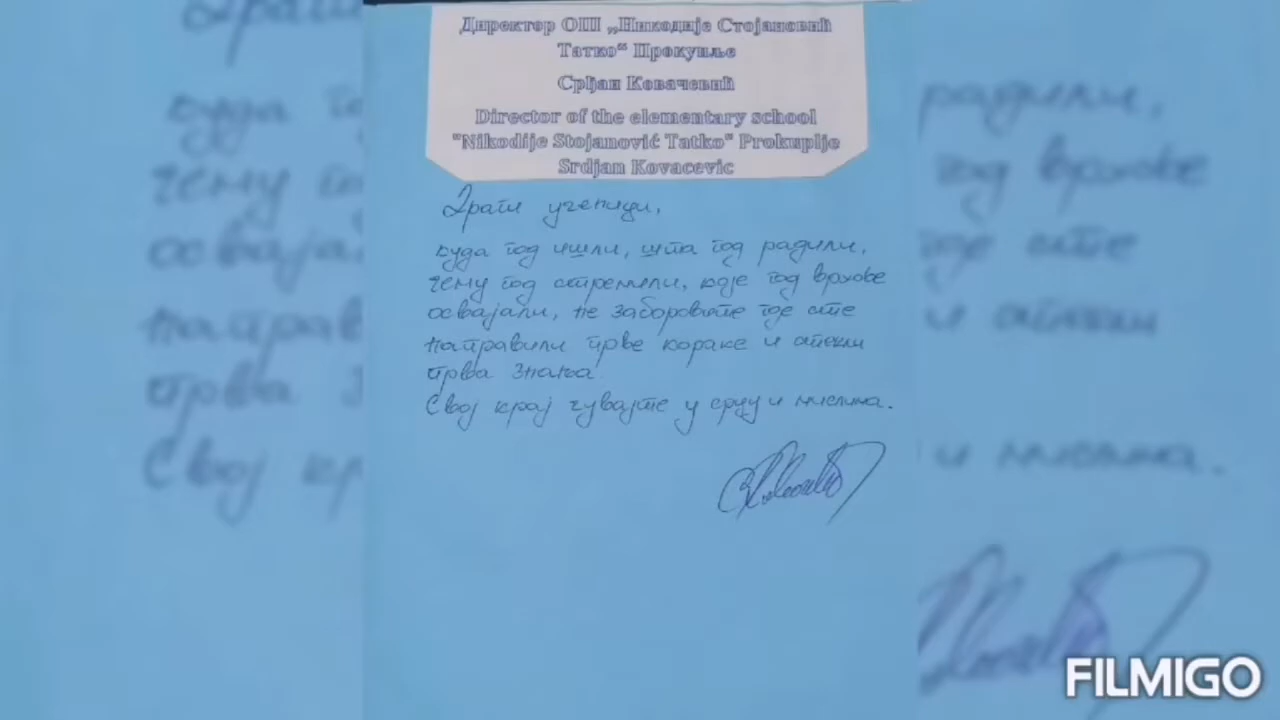 Директор ОШ „Никодије Стојановић
Татко“ Прокупље
Срђан Ковачевић
Director of the elementary school
"Nikodije Stojanović Tatko" Prokuplje
Srdjan Kovacevic
Драги ученици,
куда год ишли, шта год радили,
чему год стремили, које год врхове
освајали, не заборавите где сте
направили прве кораке и стекли
прва знања.
Свој крај чувајте у срцу и мислима.
FILMIGO